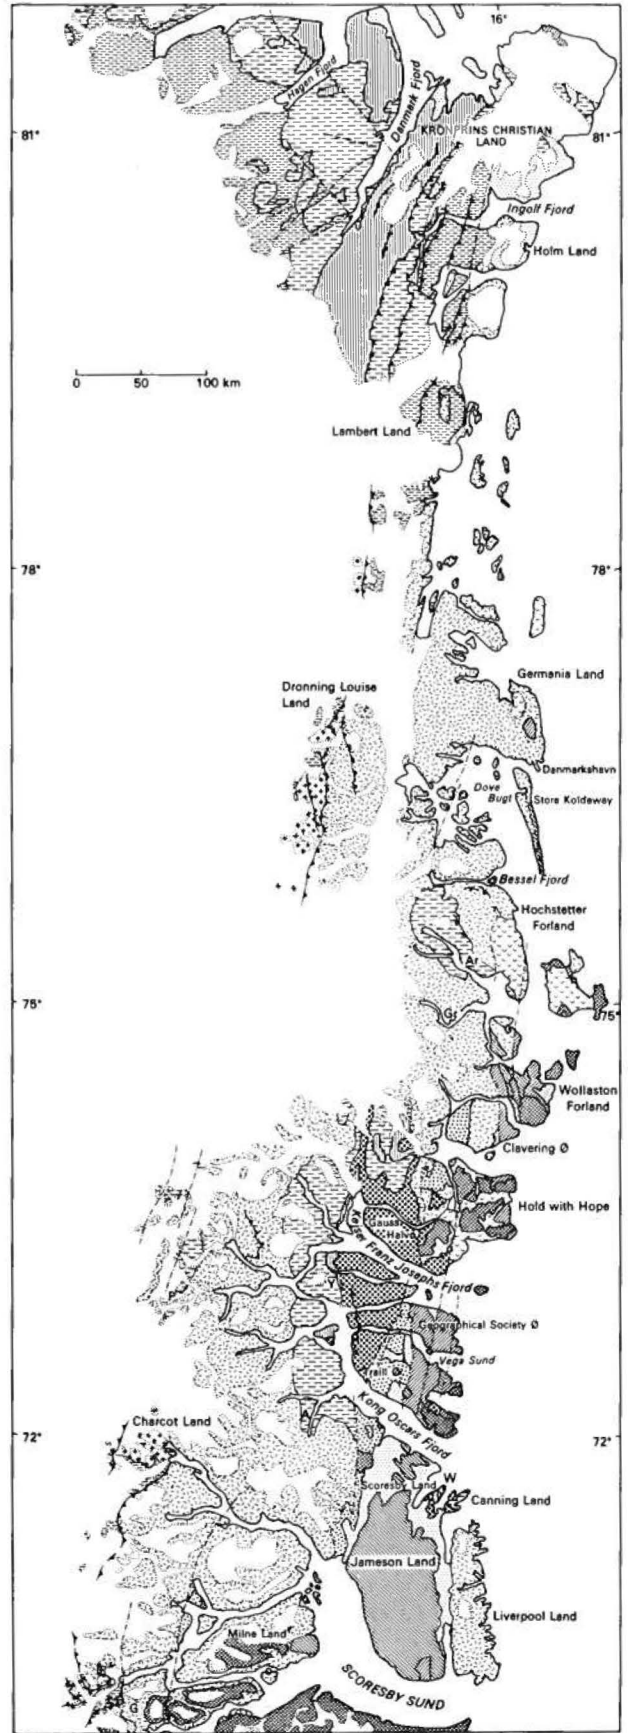 16°
Hagen Fjord
Danmark Fjord
81°
KRONPRINS CHRISTIAN
LAND
81°
Ingolf Fjord
Holm Land
0 50 100 km
Lambert Land
78°
78°
Germania Land
Dronning Louise
Land
Danmarkshavn
Dove
Bugt
Store Koldewey
Bessel Fjord
Hochstetter
Forland
Ar
75°
75°
Gr
Wollaston
Forland
Clavering Ø
Hold with Hope
Gauss
Halvø
Kejser Franz Josephs Fjord
Y
Geographical Society Ø
Vega Sund
Traill Ø
A
Kong Oscars Fjord
Charcot Land
72°
72°
Scoresby Land
W
Canning Land
Jameson Land
Liverpool Land
Milne Land
G
SCORESBY SUND